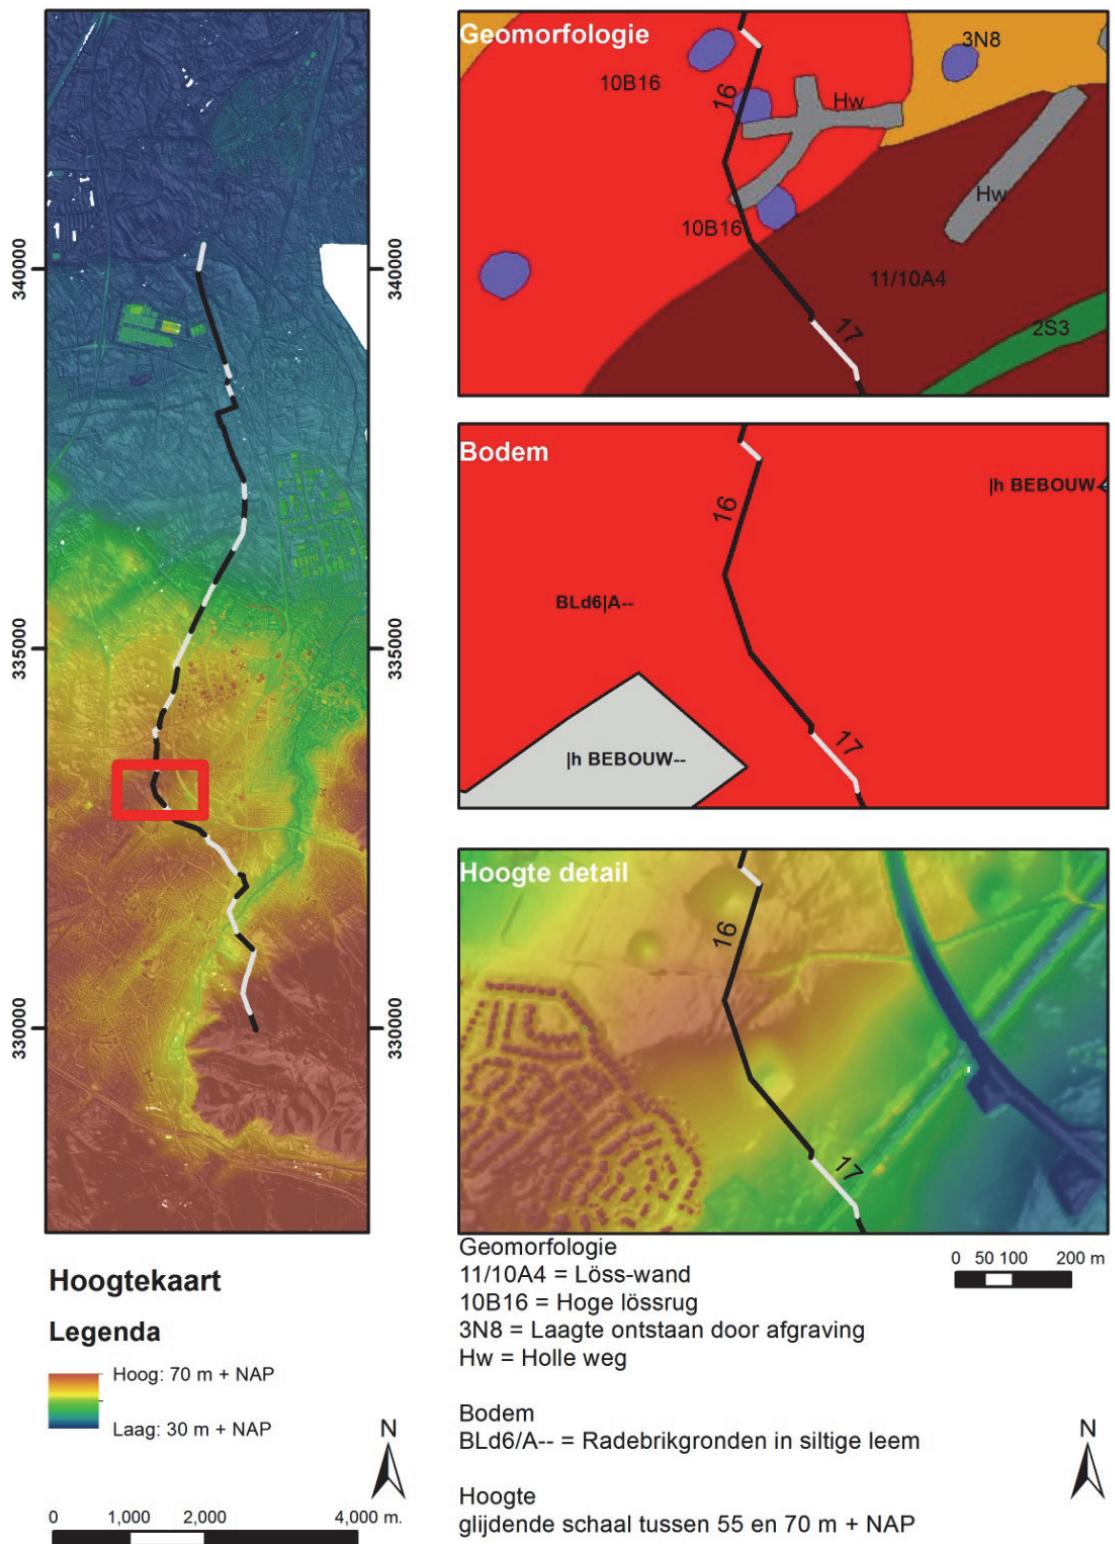 340000
335000
330000
340000
335000
330000
Hoogtekaart
Legenda
Hoog: 70 m + NAP
Laag: 30 m + NAP
N
0 1,000 2,000 4,000 m.
Geomorfologie
3N8
10B16
16
Hw
Hw
10B16
11/10A4
17
2S3
Bodem
|h BEBOUW
16
BLd6|A--
17
|h BEBOUW--
Hoogte detail
16
17
Geomorfologie
11/10A4 = Löss-wand
10B16 = Hoge lössrug
3N8 = Laagte ontstaan door afgraving
Hw = Holle weg
0 50 100 200 m
Bodem
BLd6/A-- = Radebrikgronden in siltige leem
N
Hoogte
glijdende schaal tussen 55 en 70 m + NAP